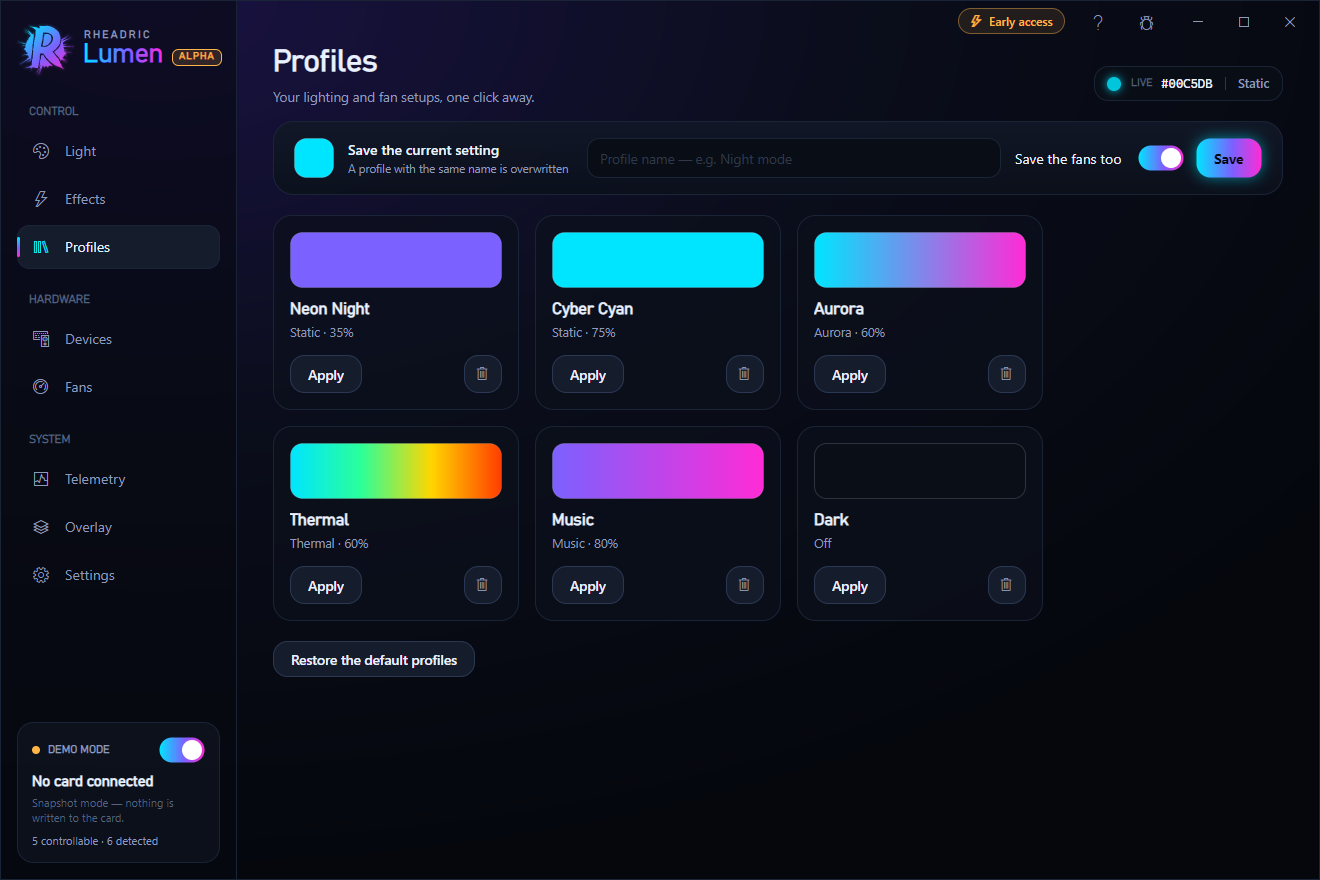 RHEADRIC
Lumen ALPHA
CONTROL
Light
Effects
Profiles
HARDWARE
Devices
Fans
SYSTEM
Telemetry
Overlay
Settings
DEMO MODE
No card connected
Snapshot mode — nothing is
written to the card.
5 controllable · 6 detected
Early access
Profiles
Your lighting and fan setups, one click away.
LIVE #00C5DB Static
Save the current setting
A profile with the same name is overwritten
Profile name — e.g. Night mode
Save the fans too
Save
Neon Night
Static · 35%
Apply
Cyber Cyan
Static · 75%
Apply
Aurora
Aurora · 60%
Apply
Thermal
Thermal · 60%
Apply
Music
Music · 80%
Apply
Dark
Off
Apply
Restore the default profiles